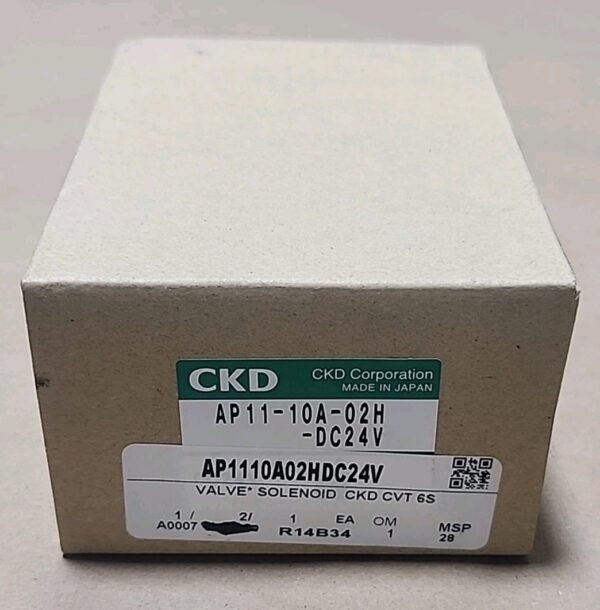 CKD CKD Corporation
MADE IN JAPAN
AP11-10A-02H
-DC24V
AP1110A02HDC24V
VALVE* SOLENOID CKD CVT 6S
1 / 2/ 1 EA OM MSP
A0007 R14B34 1 28